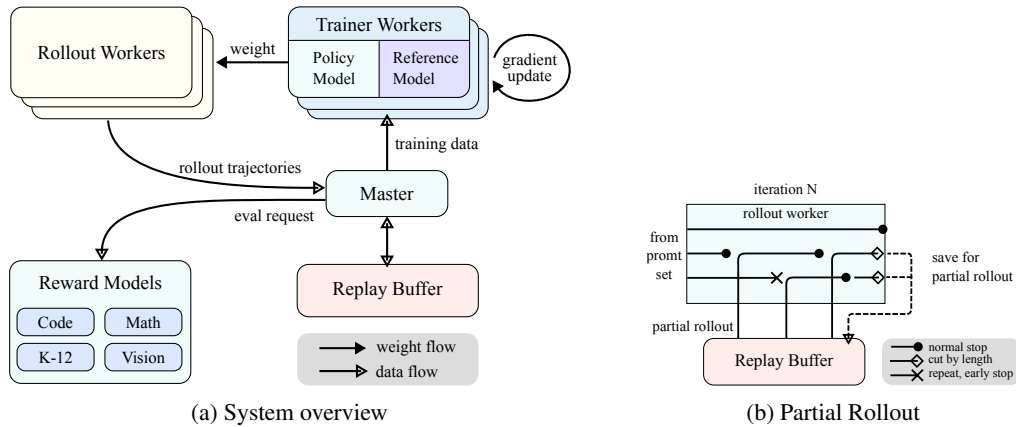 Rollout Workers
weight
Trainer Workers
Policy
Model
Reference
Model
gradient
update
rollout trajectories
training data
Master
eval request
Reward Models
Code
Math
K-12
Vision
Replay Buffer
weight flow
data flow
(a) System overview
iteration N
rollout worker
from
promt
set
save for
partial rollout
partial rollout
Replay Buffer
normal stop
cut by length
repeat, early stop
(b) Partial Rollout